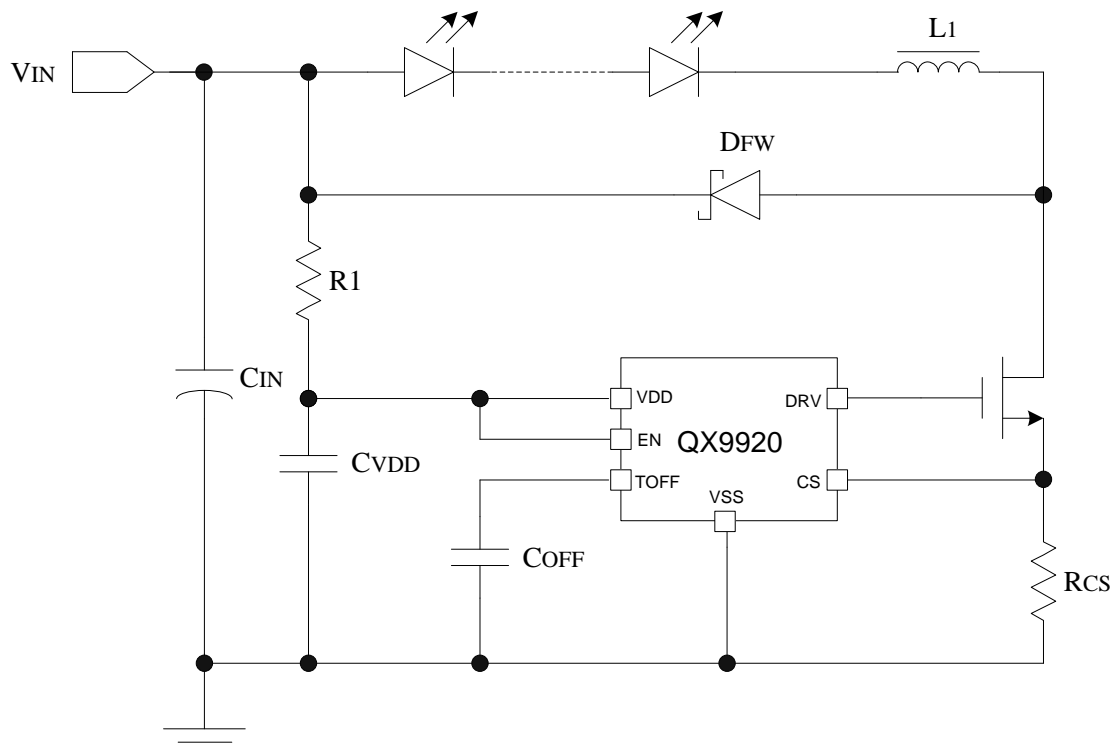 L1
VIN
DFW
R1
CIN
VDD
DRV
EN
QX9920
CVDD
TOFF
CS
VSS
COFF
RCS